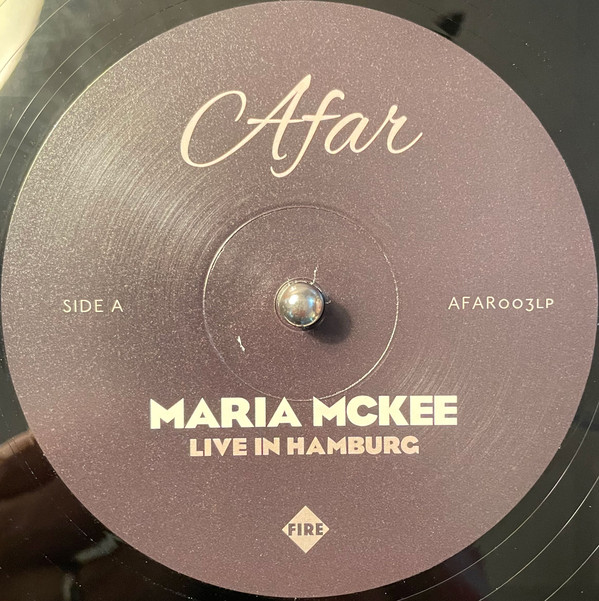 Afar
SIDE A
AFAR003LP
MARIA MCKEE
LIVE IN HAMBURG
FIRE